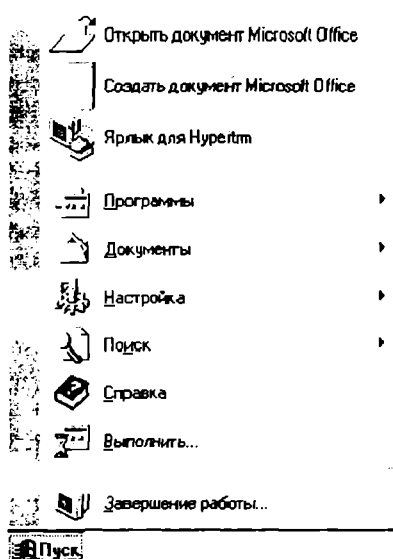 Открыть документ Microsoft Office
Создать документ Microsoft Office
Ярлык для Hypertrm
Программы
Документы
Настройка
Поиск
Справка
Выполнить...
Завершение работы...
Пуск